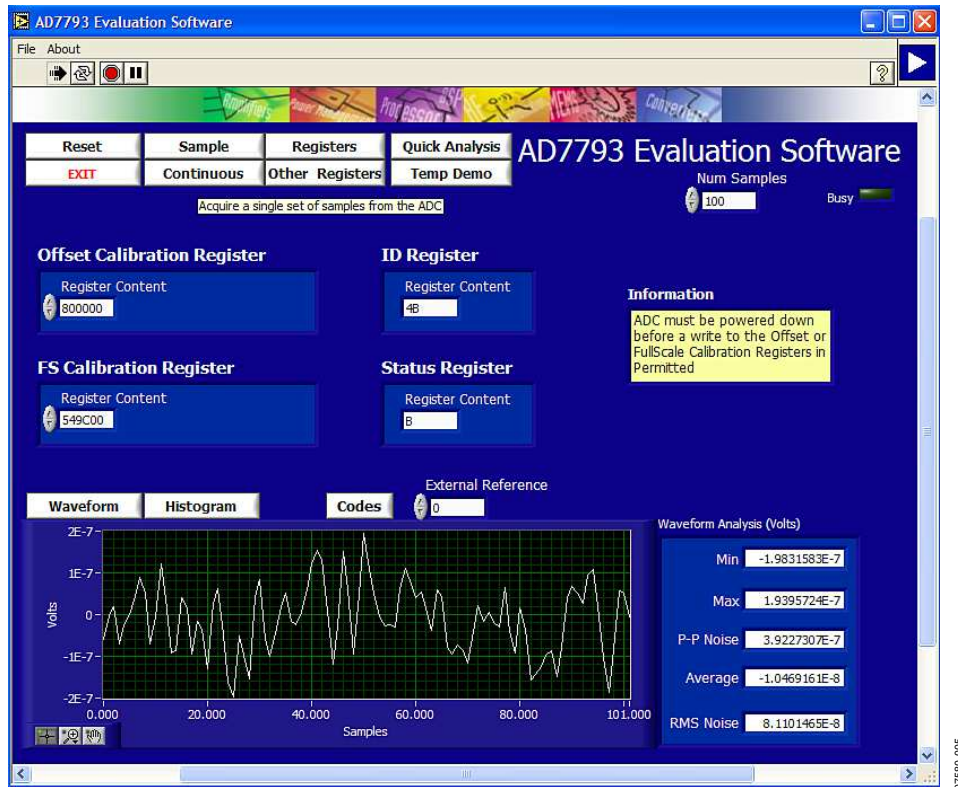 AD7793 Evaluation Software
File About
Amplifiers Power Processors DSP MEMS Converters
Reset Sample Registers Quick Analysis
EXIT Continuous Other Registers Temp Demo
AD7793 Evaluation Software
Num Samples
100
Busy
Acquire a single set of samples from the ADC
Offset Calibration Register
Register Content
800000
ID Register
Register Content
4B
Information
ADC must be powered down
before a write to the Offset or
FullScale Calibration Registers in
Permitted
FS Calibration Register
Register Content
549C00
Status Register
Register Content
B
External Reference
0
Waveform Histogram Codes
Waveform Analysis (Volts)
Volts
2E-7
1E-7
0
-1E-7
-2E-7
0.000 20.000 40.000 60.000 80.000 101.000
Samples
Min -1.9831583E-7
Max 1.9395724E-7
P-P Noise 3.9227307E-7
Average -1.0469161E-8
RMS Noise 8.1101465E-8